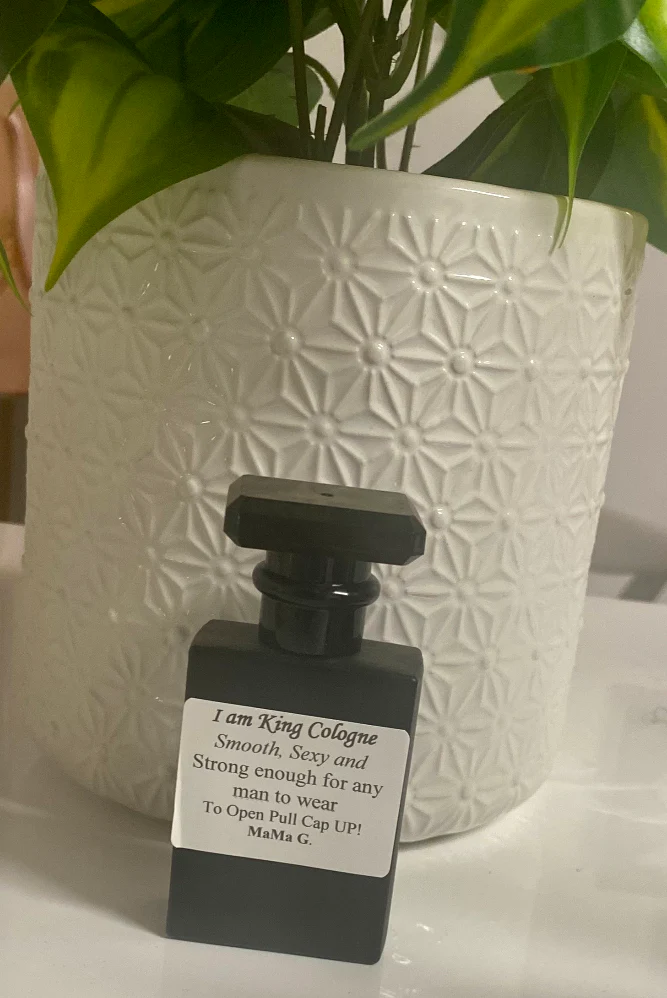 I am King Cologne
Smooth, Sexy and
Strong enough for any
man to wear
To Open Pull Cap UP!
MaMa G.